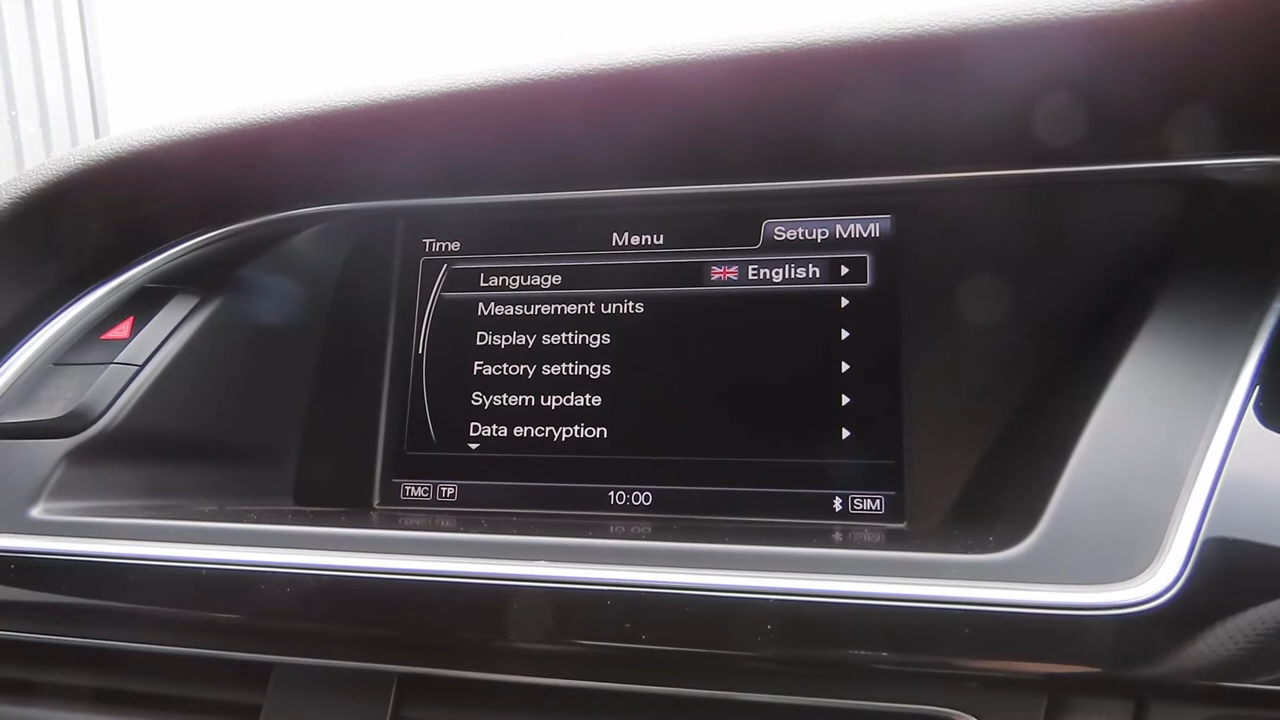 Time Menu Setup MMI
Language English
Measurement units
Display settings
Factory settings
System update
Data encryption
TMC TP 10:00 SIM